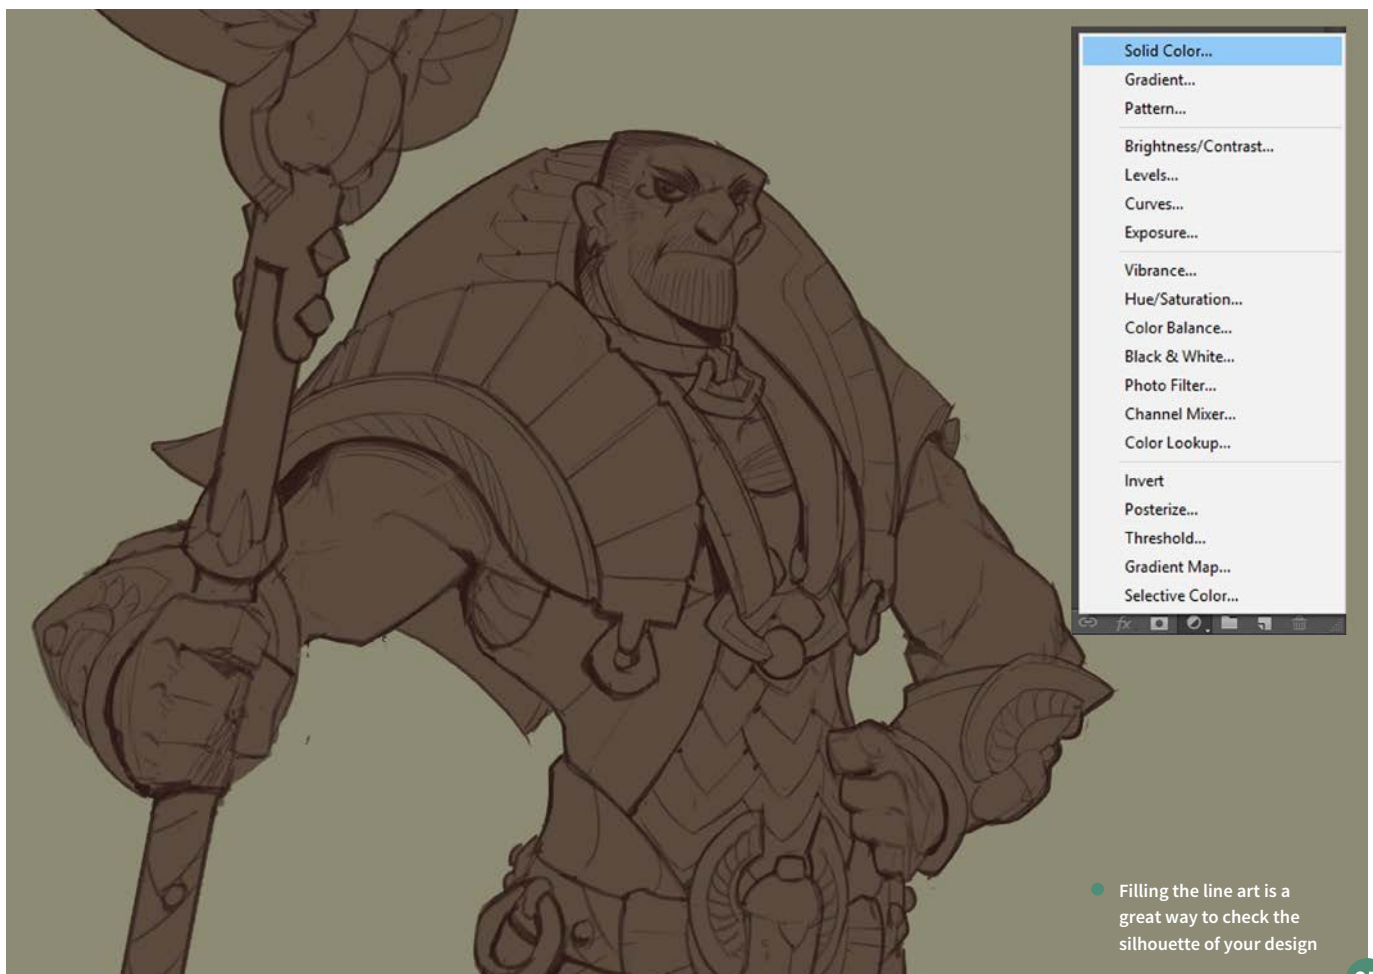 Solid Color...
Gradient...
Pattern...
Brightness/Contrast...
Levels...
Curves...
Exposure...
Vibrance...
Hue/Saturation...
Color Balance...
Black & White...
Photo Filter...
Channel Mixer...
Color Lookup...
Invert
Posterize...
Threshold...
Gradient Map...
Selective Color...
fx
Filling the line art is a
great way to check the
silhouette of your design